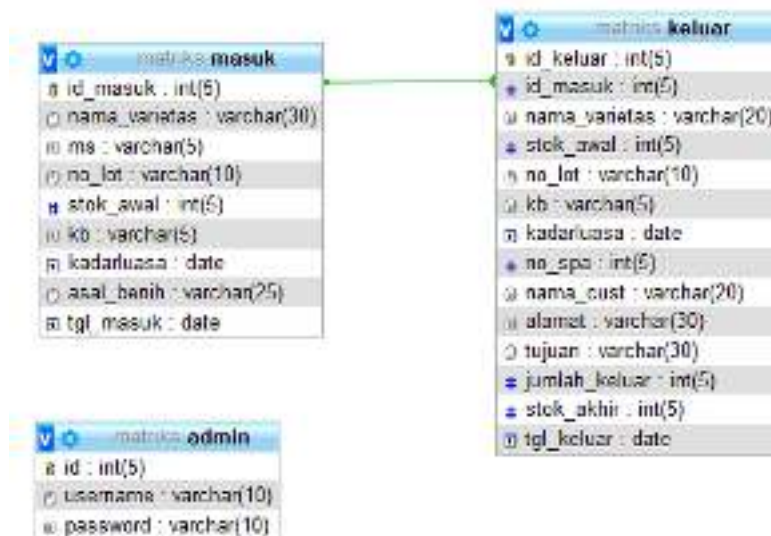 matriks masuk
id_masuk : int(5)
nama_varietas : varchar(30)
ms : varchar(5)
no_lot : varchar(10)
stok_awal : int(5)
kb : varchar(5)
kadarluasa : date
asal_benih : varchar(25)
tgl_masuk : date
matriks keluar
id_keluar : int(5)
id_masuk : int(5)
nama_varietas : varchar(20)
stok_awal : int(5)
no_lot : varchar(10)
kb : varchar(5)
kadarluasa : date
no_spa : int(5)
nama_cust : varchar(20)
alamat : varchar(30)
tujuan : varchar(30)
jumlah_keluar : int(5)
stok_akhir : int(5)
tgl_keluar : date
matriks admin
id : int(5)
username : varchar(10)
password : varchar(10)